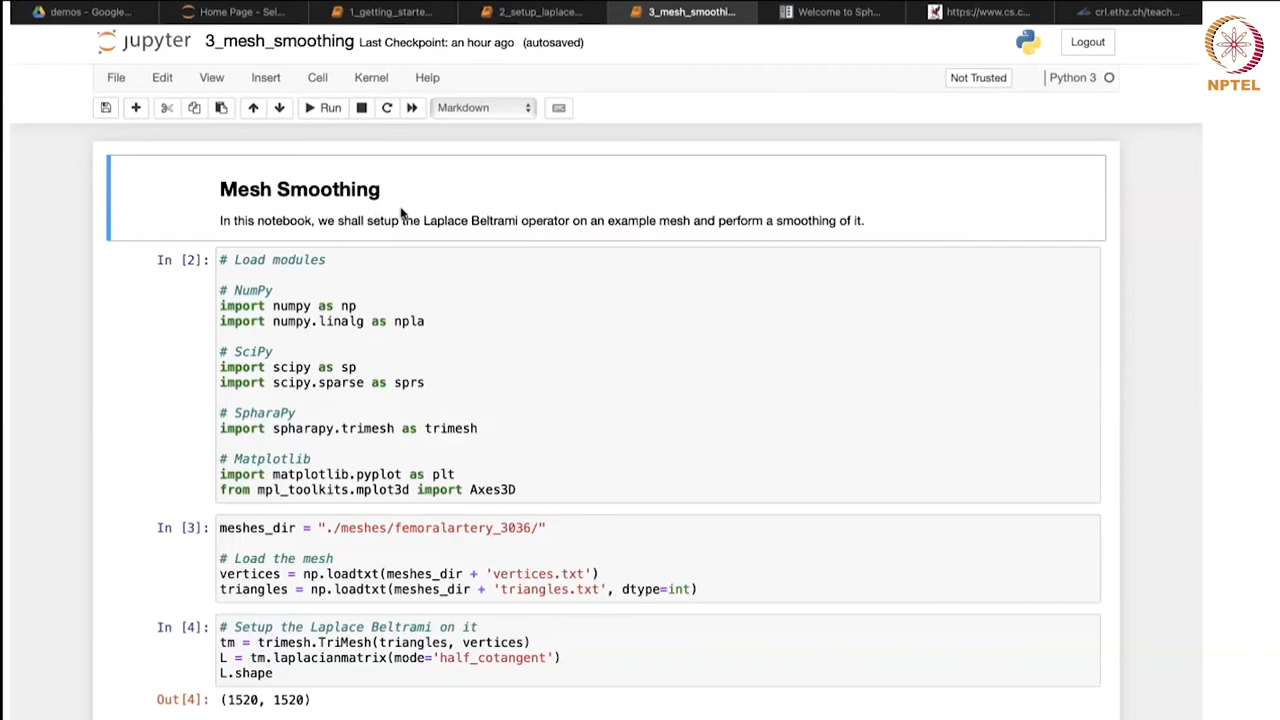 demos - Google...
Home Page - Sel...
1_getting_starte...
2_setup_laplace...
3_mesh_smoothi...
Welcome to Sph...
https://www.cs.c...
crl.ethz.ch/teach...
jupyter 3_mesh_smoothing Last Checkpoint: an hour ago (autosaved)
Logout
NPTEL
File Edit View Insert Cell Kernel Help
Not Trusted
Python 3
Run
Markdown
Mesh Smoothing
In this notebook, we shall setup the Laplace Beltrami operator on an example mesh and perform a smoothing of it.
In [2]: # Load modules
# NumPy
import numpy as np
import numpy.linalg as npla
# SciPy
import scipy as sp
import scipy.sparse as sprs
# SpharaPy
import spharapy.trimesh as trimesh
# Matplotlib
import matplotlib.pyplot as plt
from mpl_toolkits.mplot3d import Axes3D
In [3]: meshes_dir = "./meshes/femoralartery_3036/"
# Load the mesh
vertices = np.loadtxt(meshes_dir + 'vertices.txt')
triangles = np.loadtxt(meshes_dir + 'triangles.txt', dtype=int)
In [4]: # Setup the Laplace Beltrami on it
tm = trimesh.TriMesh(triangles, vertices)
L = tm.laplacianmatrix(mode='half_cotangent')
L.shape
Out[4]: (1520, 1520)